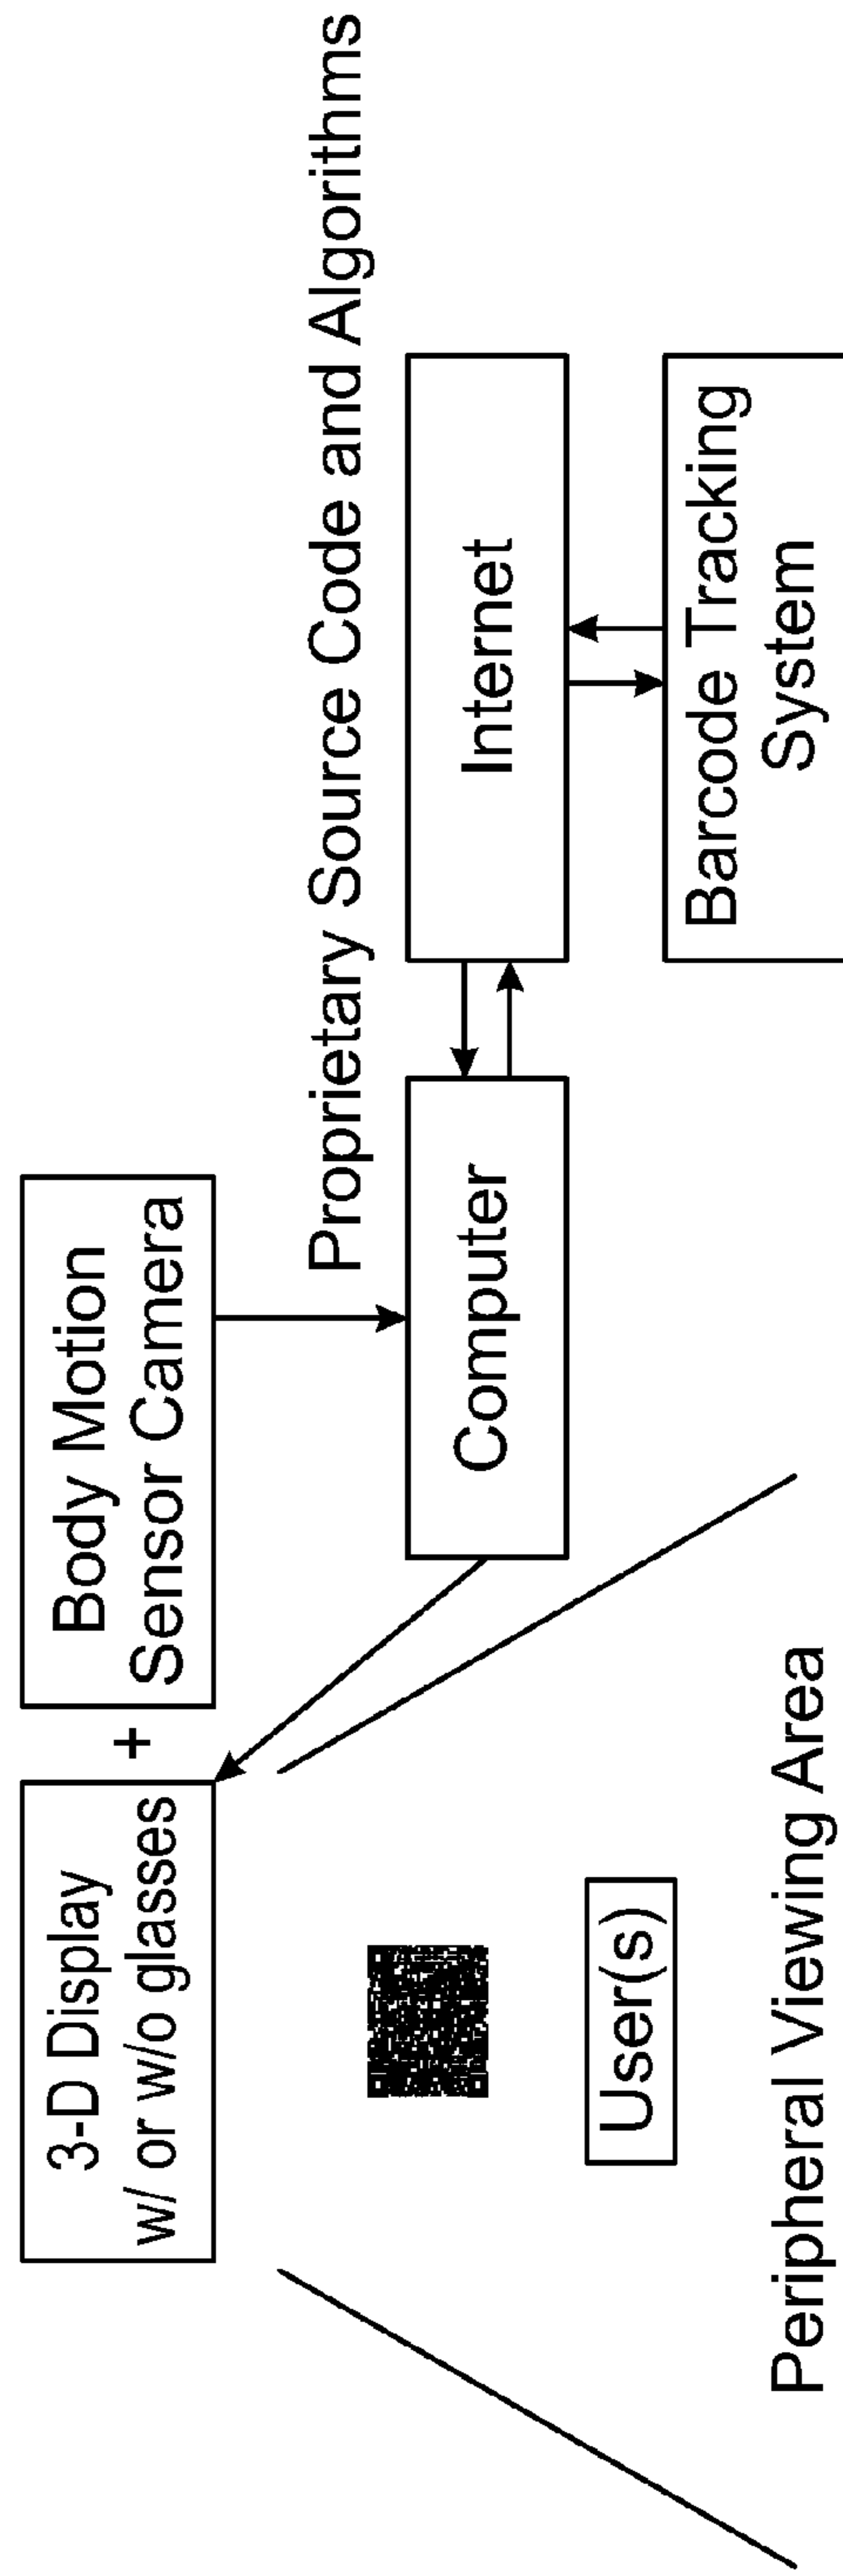 3-D Display
w/ or w/o glasses
+
Body Motion
Sensor Camera
Proprietary Source Code and Algorithms
Computer
Internet
User(s)
Barcode Tracking
System
Peripheral Viewing Area